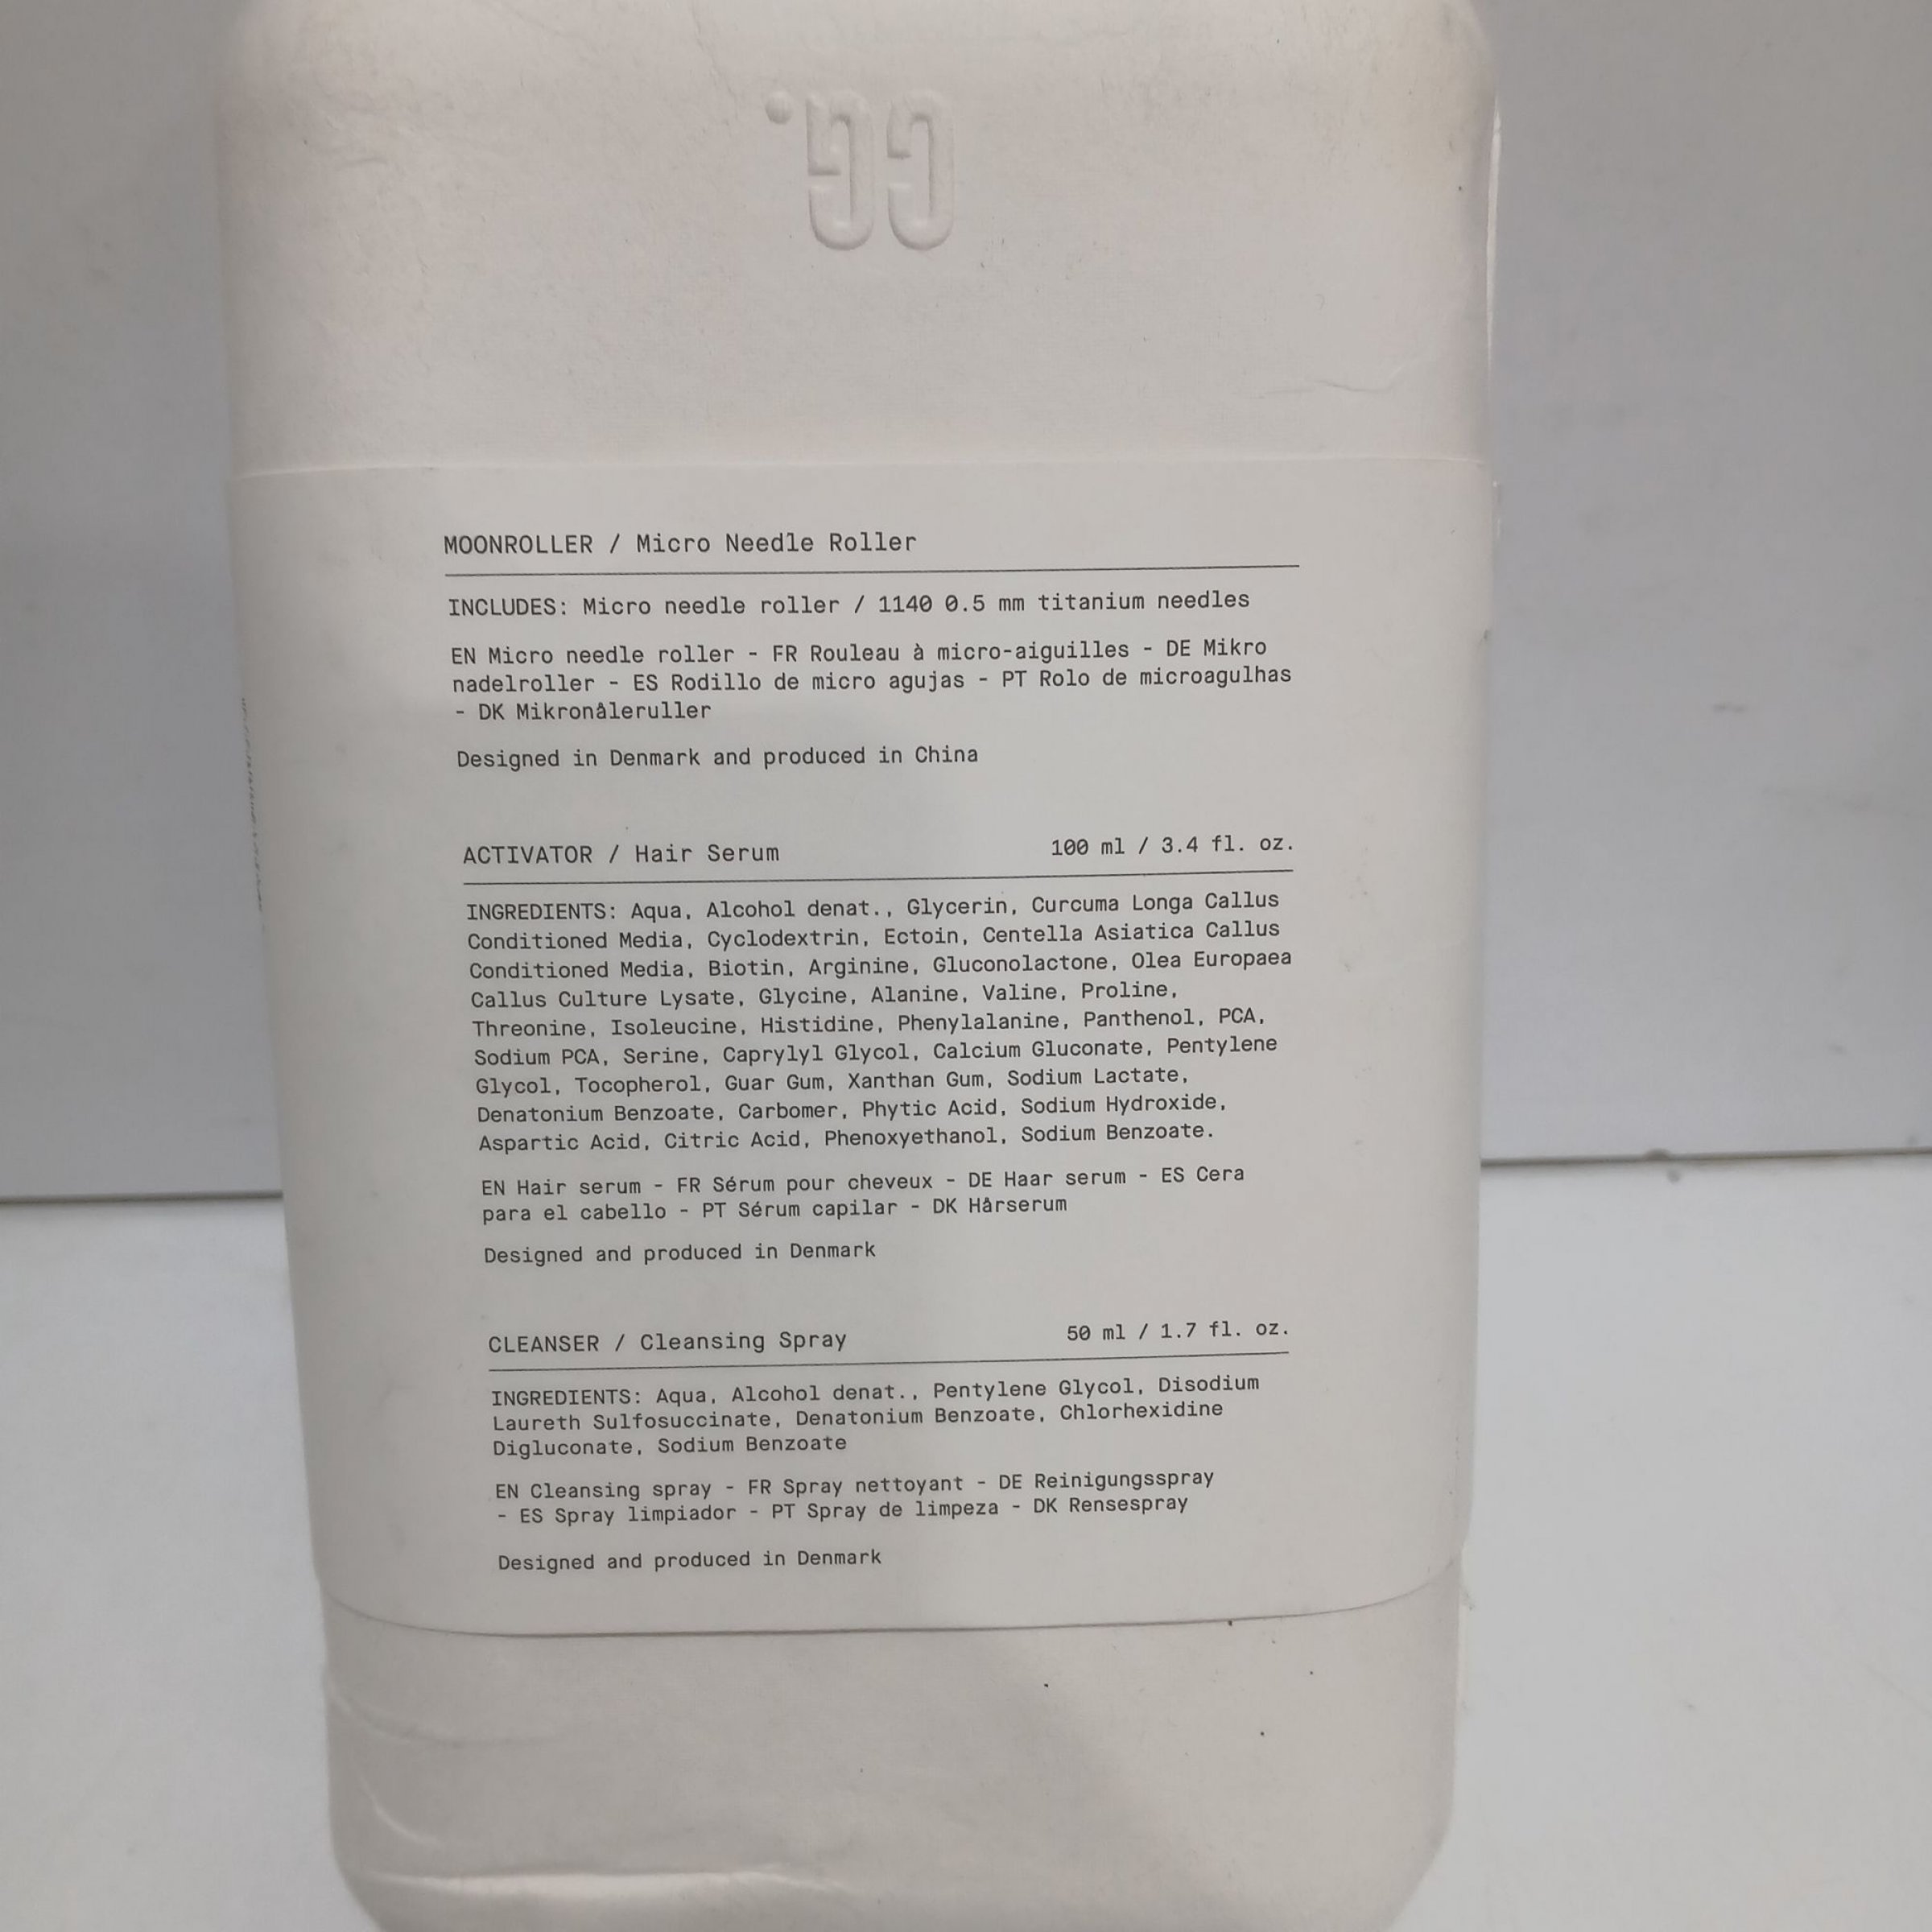 CG.
MOONROLLER / Micro Needle Roller
INCLUDES: Micro needle roller / 1140 0.5 mm titanium needles
EN Micro needle roller - FR Rouleau à micro-aiguilles - DE Mikro
nadelroller - ES Rodillo de micro agujas - PT Rolo de microagulhas
- DK Mikronåleruller
Designed in Denmark and produced in China
ACTIVATOR / Hair Serum 100 ml / 3.4 fl. oz.
INGREDIENTS: Aqua, Alcohol denat., Glycerin, Curcuma Longa Callus
Conditioned Media, Cyclodextrin, Ectoin, Centella Asiatica Callus
Conditioned Media, Biotin, Arginine, Gluconolactone, Olea Europaea
Callus Culture Lysate, Glycine, Alanine, Valine, Proline,
Threonine, Isoleucine, Histidine, Phenylalanine, Panthenol, PCA,
Sodium PCA, Serine, Caprylyl Glycol, Calcium Gluconate, Pentylene
Glycol, Tocopherol, Guar Gum, Xanthan Gum, Sodium Lactate,
Denatonium Benzoate, Carbomer, Phytic Acid, Sodium Hydroxide,
Aspartic Acid, Citric Acid, Phenoxyethanol, Sodium Benzoate.
EN Hair serum - FR Sérum pour cheveux - DE Haar serum - ES Cera
para el cabello - PT Sérum capilar - DK Hårserum
Designed and produced in Denmark
CLEANSER / Cleansing Spray 50 ml / 1.7 fl. oz.
INGREDIENTS: Aqua, Alcohol denat., Pentylene Glycol, Disodium
Laureth Sulfosuccinate, Denatonium Benzoate, Chlorhexidine
Digluconate, Sodium Benzoate
EN Cleansing spray - FR Spray nettoyant - DE Reinigungsspray
- ES Spray limpiador - PT Spray de limpeza - DK Rensespray
Designed and produced in Denmark